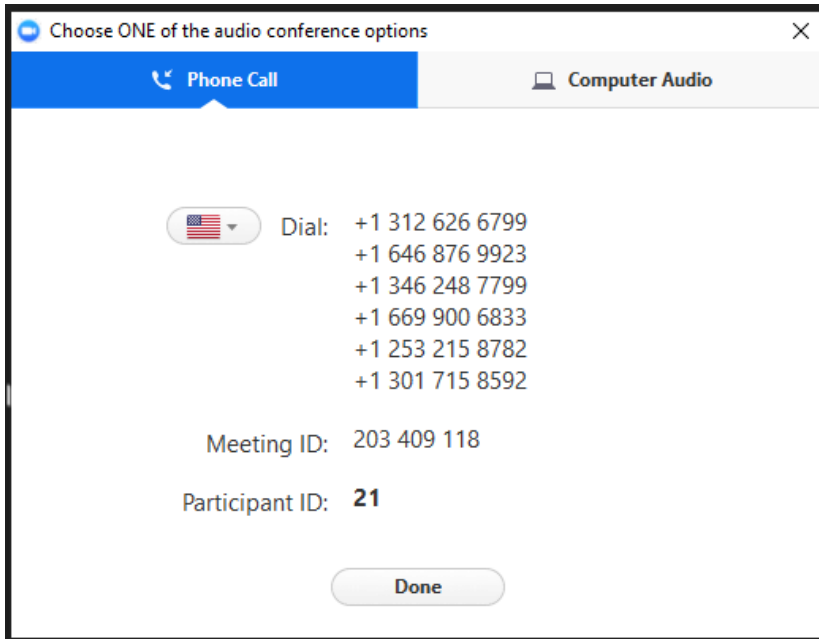 Choose ONE of the audio conference options
Phone Call
Computer Audio
Dial: +1 312 626 6799
+1 646 876 9923
+1 346 248 7799
+1 669 900 6833
+1 253 215 8782
+1 301 715 8592
Meeting ID: 203 409 118
Participant ID: 21
Done